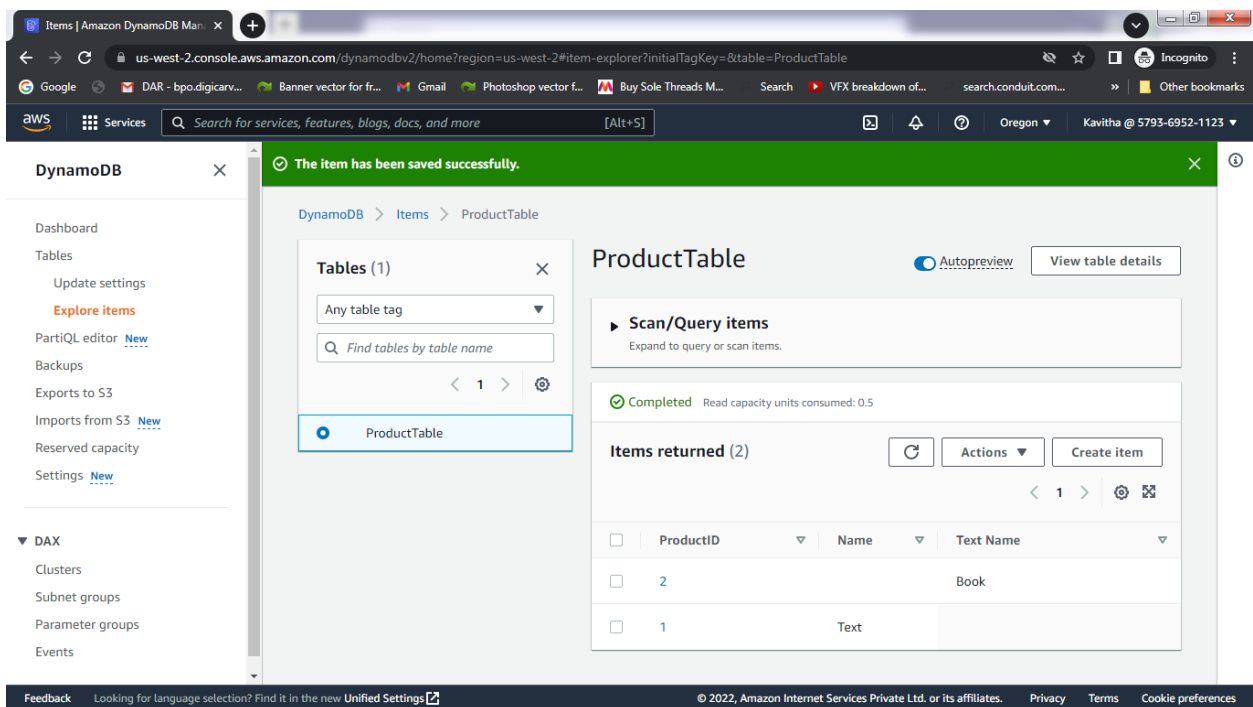 Items | Amazon DynamoDB Man
us-west-2.console.aws.amazon.com/dynamodbv2/home?region=us-west-2#item-explorer?initialTagKey=&table=ProductTable
Incognito
Google
DAR - bpo.digicarv...
Banner vector for fr...
Gmail
Photoshop vector f...
Buy Sole Threads M...
Search
VFX breakdown of...
search.conduit.com...
»
Other bookmarks
aws
Services
Search for services, features, blogs, docs, and more
[Alt+S]
Oregon
Kavitha @ 5793-6952-1123
DynamoDB
Dashboard
Tables
Update settings
Explore items
PartiQL editor New
Backups
Exports to S3
Imports from S3 New
Reserved capacity
Settings New
DAX
Clusters
Subnet groups
Parameter groups
Events
The item has been saved successfully.
DynamoDB > Items > ProductTable
Tables (1)
Any table tag
Find tables by table name
< 1 >
ProductTable
ProductTable
Autopreview
View table details
Scan/Query items
Expand to query or scan items.
Completed Read capacity units consumed: 0.5
Items returned (2)
Actions
Create item
< 1 >
ProductID Name Text Name
2 Book
1 Text
Feedback Looking for language selection? Find it in the new Unified Settings
© 2022, Amazon Internet Services Private Ltd. or its affiliates. Privacy Terms Cookie preferences